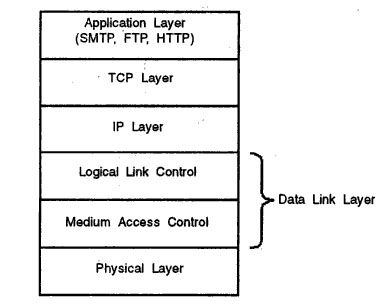 Application Layer
(SMTP, FTP, HTTP)
TCP Layer
IP Layer
Logical Link Control
Medium Access Control
Data Link Layer
Physical Layer